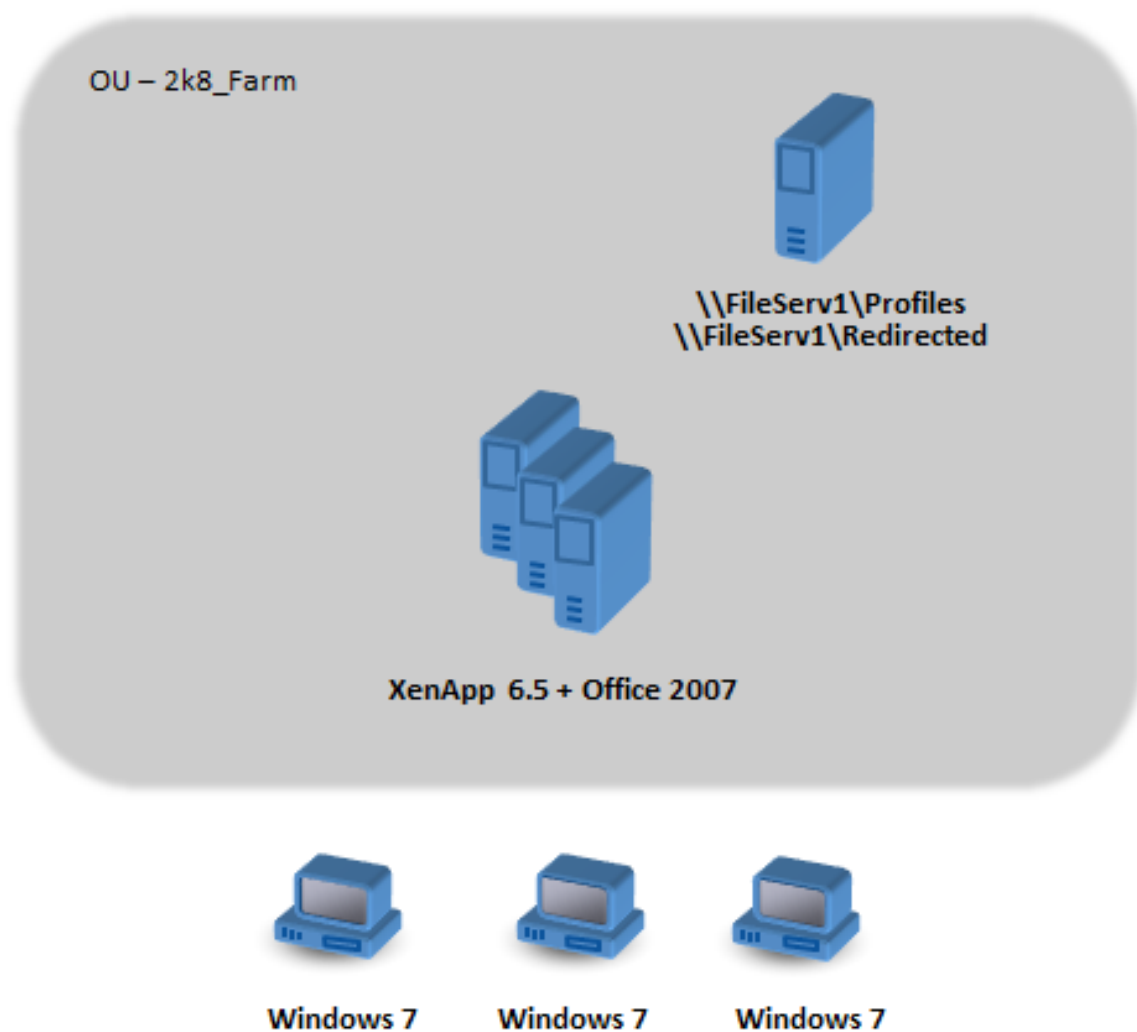 OU – 2k8_Farm
\\FileServ1\Profiles
\\FileServ1\Redirected
XenApp 6.5 + Office 2007
Windows 7 Windows 7 Windows 7